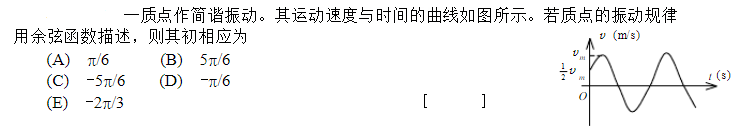 一质点作简谐振动。其运动速度与时间的曲线如图所示。若质点的振动规律
用余弦函数描述，则其初相应为
(A) π/6 (B) 5π/6
(C) -5π/6 (D) -π/6
(E) -2π/3 [ ]
v (m/s)
v m
1/2 v m
t (s)
O